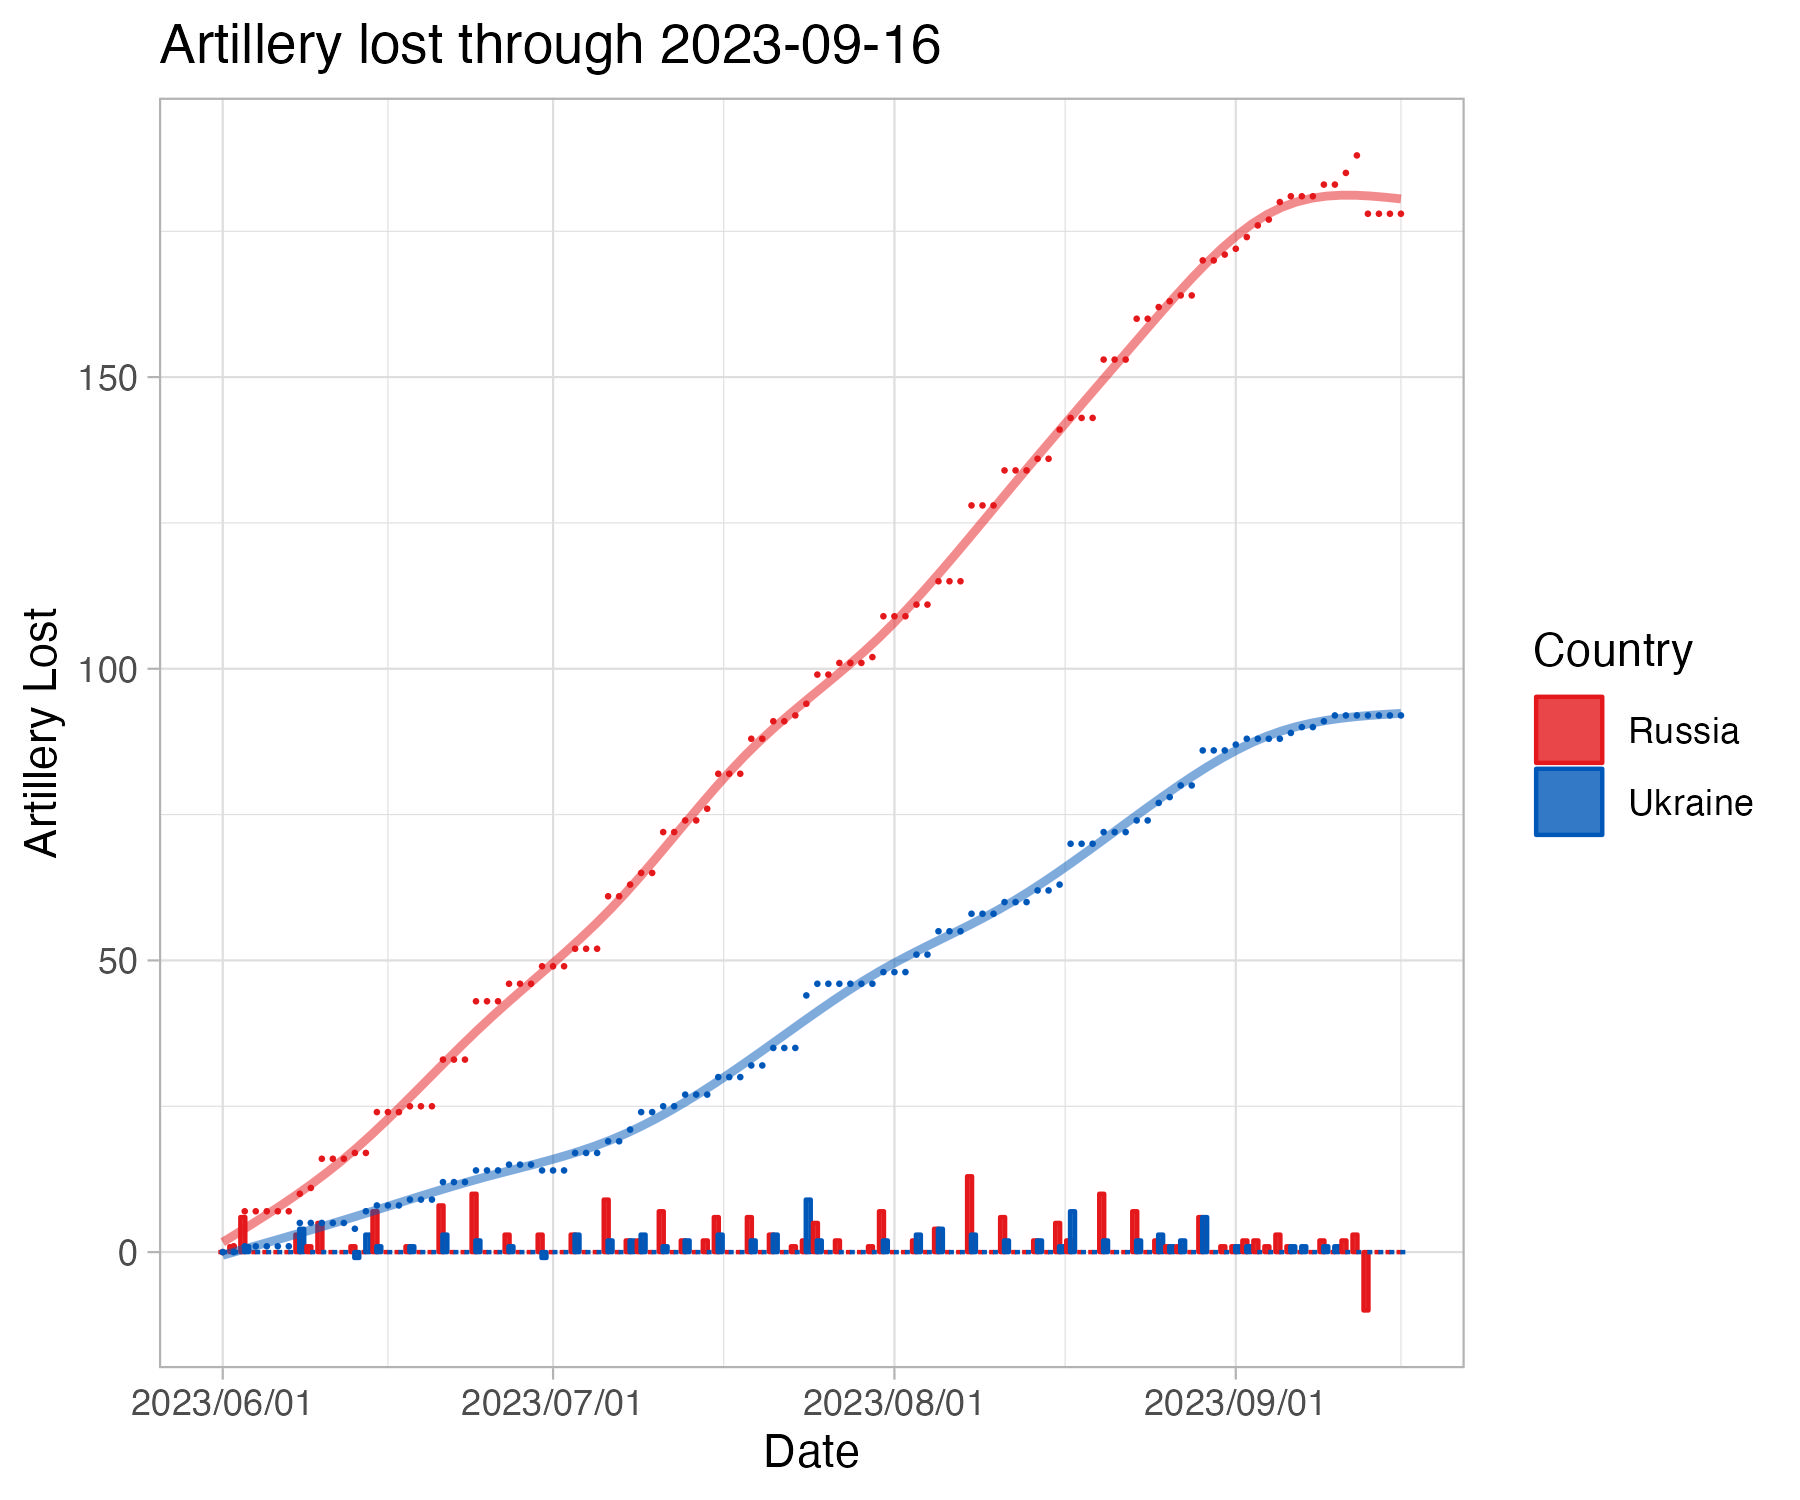 Artillery lost through 2023-09-16
Artillery Lost
150
100
50
0
2023/06/01
2023/07/01
2023/08/01
2023/09/01
Date
Country
Russia
Ukraine